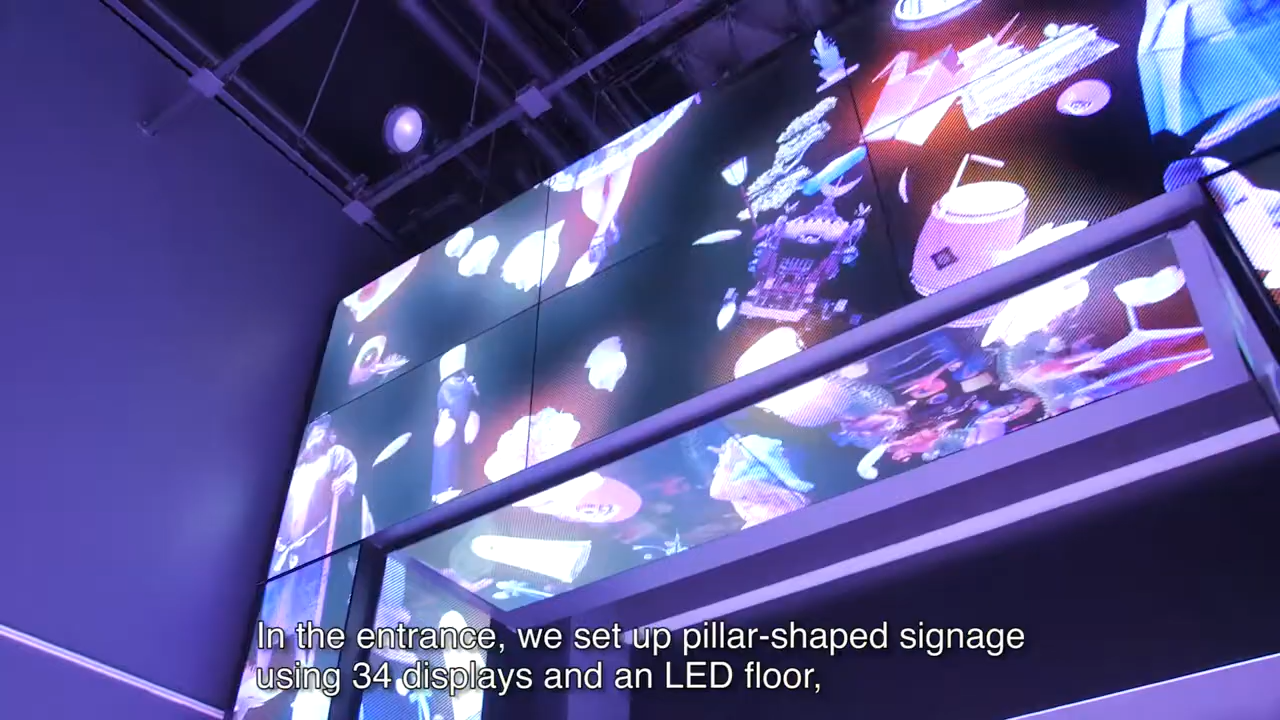 In the entrance, we set up pillar-shaped signage
using 34 displays and an LED floor,